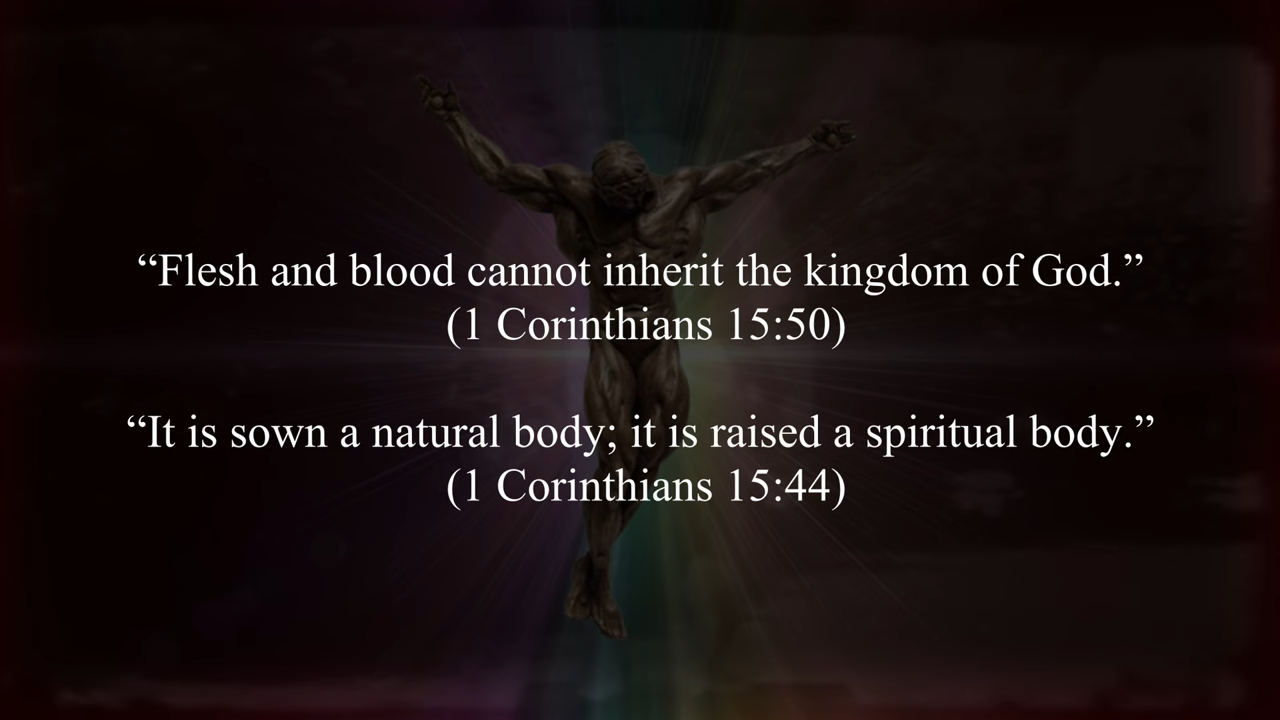 “Flesh and blood cannot inherit the kingdom of God.”
(1 Corinthians 15:50)
“It is sown a natural body; it is raised a spiritual body.”
(1 Corinthians 15:44)